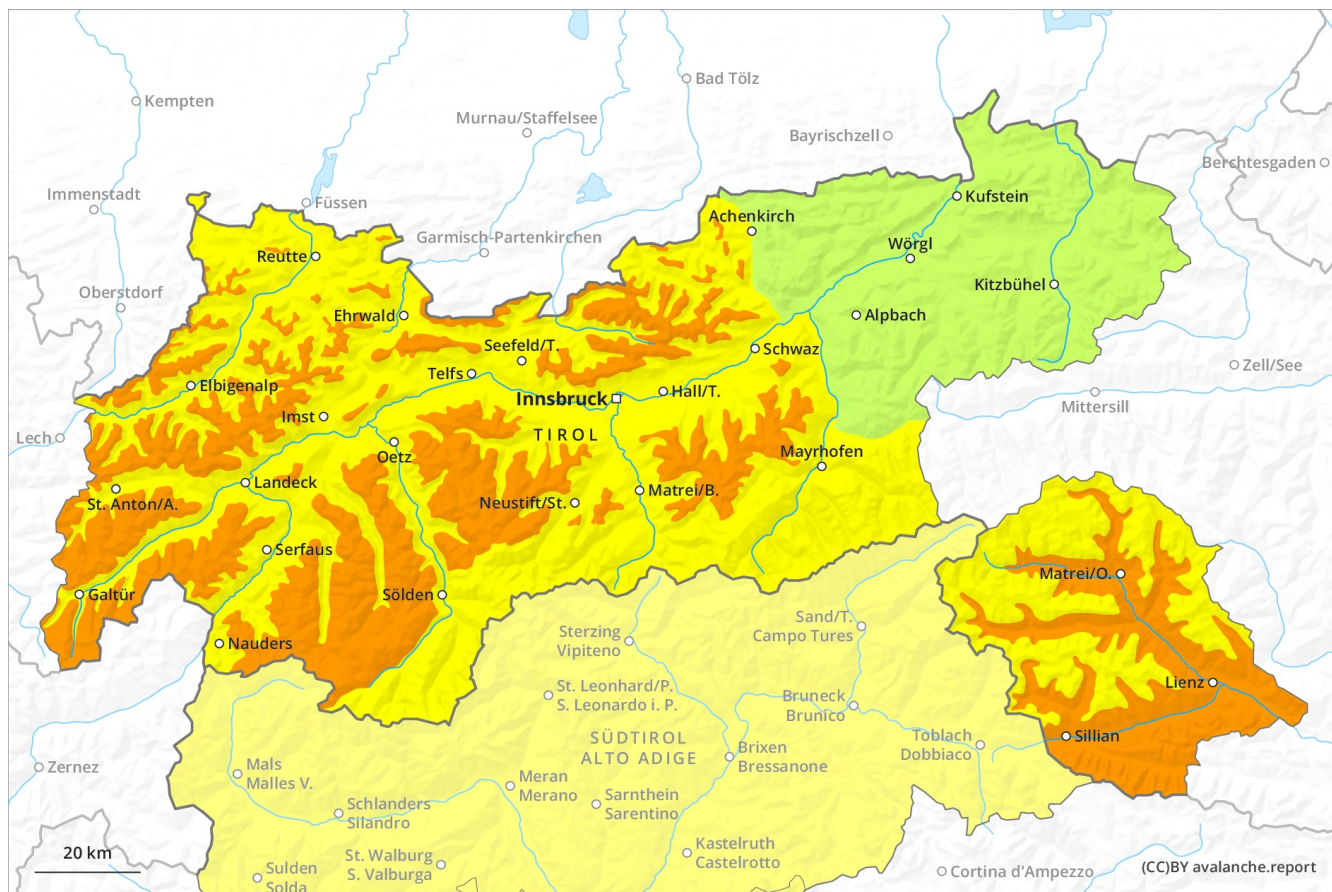 Bad Tölz
Kempten
Murnau/Staffelsee
Bayrischzell
Berchtesgaden
Immenstadt
Füssen
Kufstein
Achenkirch
Garmisch-Partenkirchen
Wörgl
Reutte
Kitzbühel
Oberstdorf
Ehrwald
Alpbach
Seefeld/T.
Schwaz
Zell/See
Telfs
Elbigenalp
Hall/T.
Innsbruck
Mittersill
Imst
TIROL
Lech
Oetz
Mayrhofen
Landeck
Matrei/B.
St. Anton/A.
Neustift/St.
Serfaus
Matrei/O.
Galtür
Sölden
Sand/T.
Campo Tures
Sterzing
Vipiteno
Nauders
Lienz
St. Leonhard/P.
S. Leonardo i. P.
Bruneck
Brunico
Toblach
Dobbiaco
Sillian
SÜDTIROL
ALTO ADIGE
Brixen
Bressanone
Zernez
Mals
Malles V.
Meran
Merano
Sarnthein
Sarentino
Schlanders
Silandro
Kastelruth
Castelrotto
20 km
St. Walburg
S. Valburga
Sulden
Solda
Cortina d'Ampezzo
(CC)BY avalanche.report